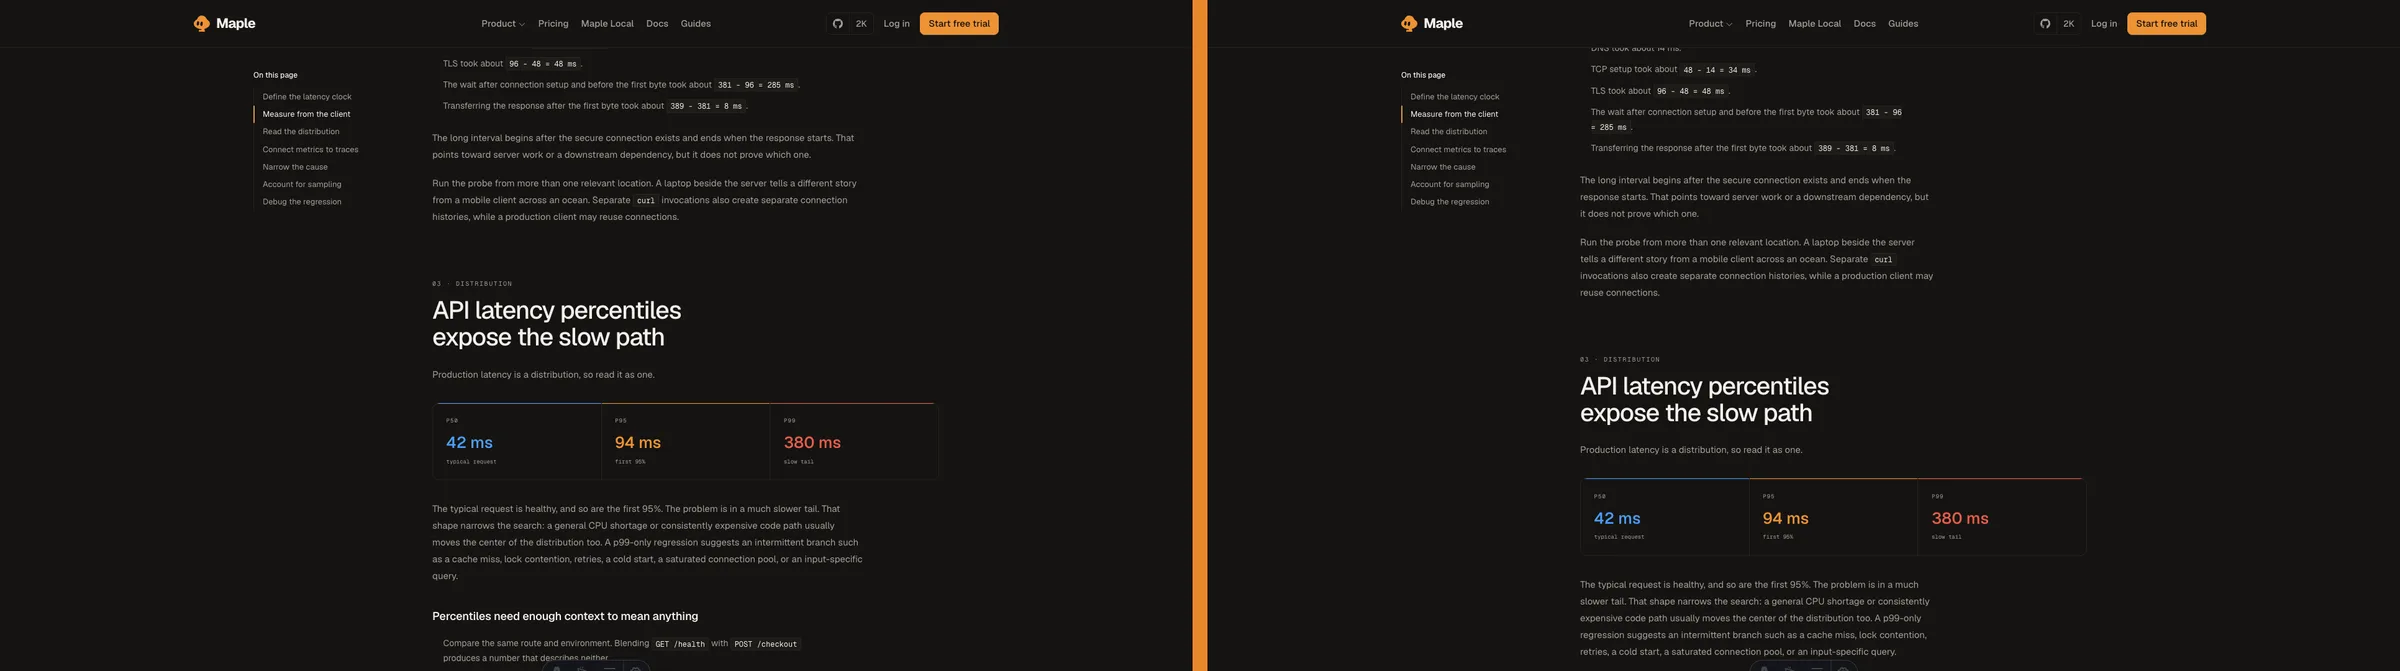 Maple
Product
Pricing
Maple Local
Docs
Guides
2K
Log in
Start free trial
On this page
Define the latency clock
Measure from the client
Read the distribution
Connect metrics to traces
Narrow the cause
Account for sampling
Debug the regression
TLS took about 96 - 48 = 48 ms.
The wait after connection setup and before the first byte took about 381 - 96 = 285 ms.
Transferring the response after the first byte took about 389 - 381 = 8 ms.
The long interval begins after the secure connection exists and ends when the response starts. That
points toward server work or a downstream dependency, but it does not prove which one.
Run the probe from more than one relevant location. A laptop beside the server tells a different story
from a mobile client across an ocean. Separate curl invocations also create separate connection
histories, while a production client may reuse connections.
03 · DISTRIBUTION
API latency percentiles
expose the slow path
Production latency is a distribution, so read it as one.
P50
42 ms
typical request
P95
94 ms
first 95%
P99
380 ms
slow tail
The typical request is healthy, and so are the first 95%. The problem is in a much slower tail. That
shape narrows the search: a general CPU shortage or consistently expensive code path usually
moves the center of the distribution too. A p99-only regression suggests an intermittent branch such
as a cache miss, lock contention, retries, a cold start, a saturated connection pool, or an input-specific
query.
Percentiles need enough context to mean anything
Compare the same route and environment. Blending GET /health with POST /checkout
produces a number that describes neither.
Maple
Product
Pricing
Maple Local
Docs
Guides
2K
Log in
Start free trial
On this page
Define the latency clock
Measure from the client
Read the distribution
Connect metrics to traces
Narrow the cause
Account for sampling
Debug the regression
DNS took about 14 ms.
TCP setup took about 48 - 14 = 34 ms.
TLS took about 96 - 48 = 48 ms.
The wait after connection setup and before the first byte took about 381 - 96
= 285 ms.
Transferring the response after the first byte took about 389 - 381 = 8 ms.
The long interval begins after the secure connection exists and ends when the
response starts. That points toward server work or a downstream dependency, but
it does not prove which one.
Run the probe from more than one relevant location. A laptop beside the server
tells a different story from a mobile client across an ocean. Separate curl
invocations also create separate connection histories, while a production client may
reuse connections.
03 · DISTRIBUTION
API latency percentiles
expose the slow path
Production latency is a distribution, so read it as one.
P50
42 ms
typical request
P95
94 ms
first 95%
P99
380 ms
slow tail
The typical request is healthy, and so are the first 95%. The problem is in a much
slower tail. That shape narrows the search: a general CPU shortage or consistently
expensive code path usually moves the center of the distribution too. A p99-only
regression suggests an intermittent branch such as a cache miss, lock contention,
retries, a cold start, a saturated connection pool, or an input-specific query.